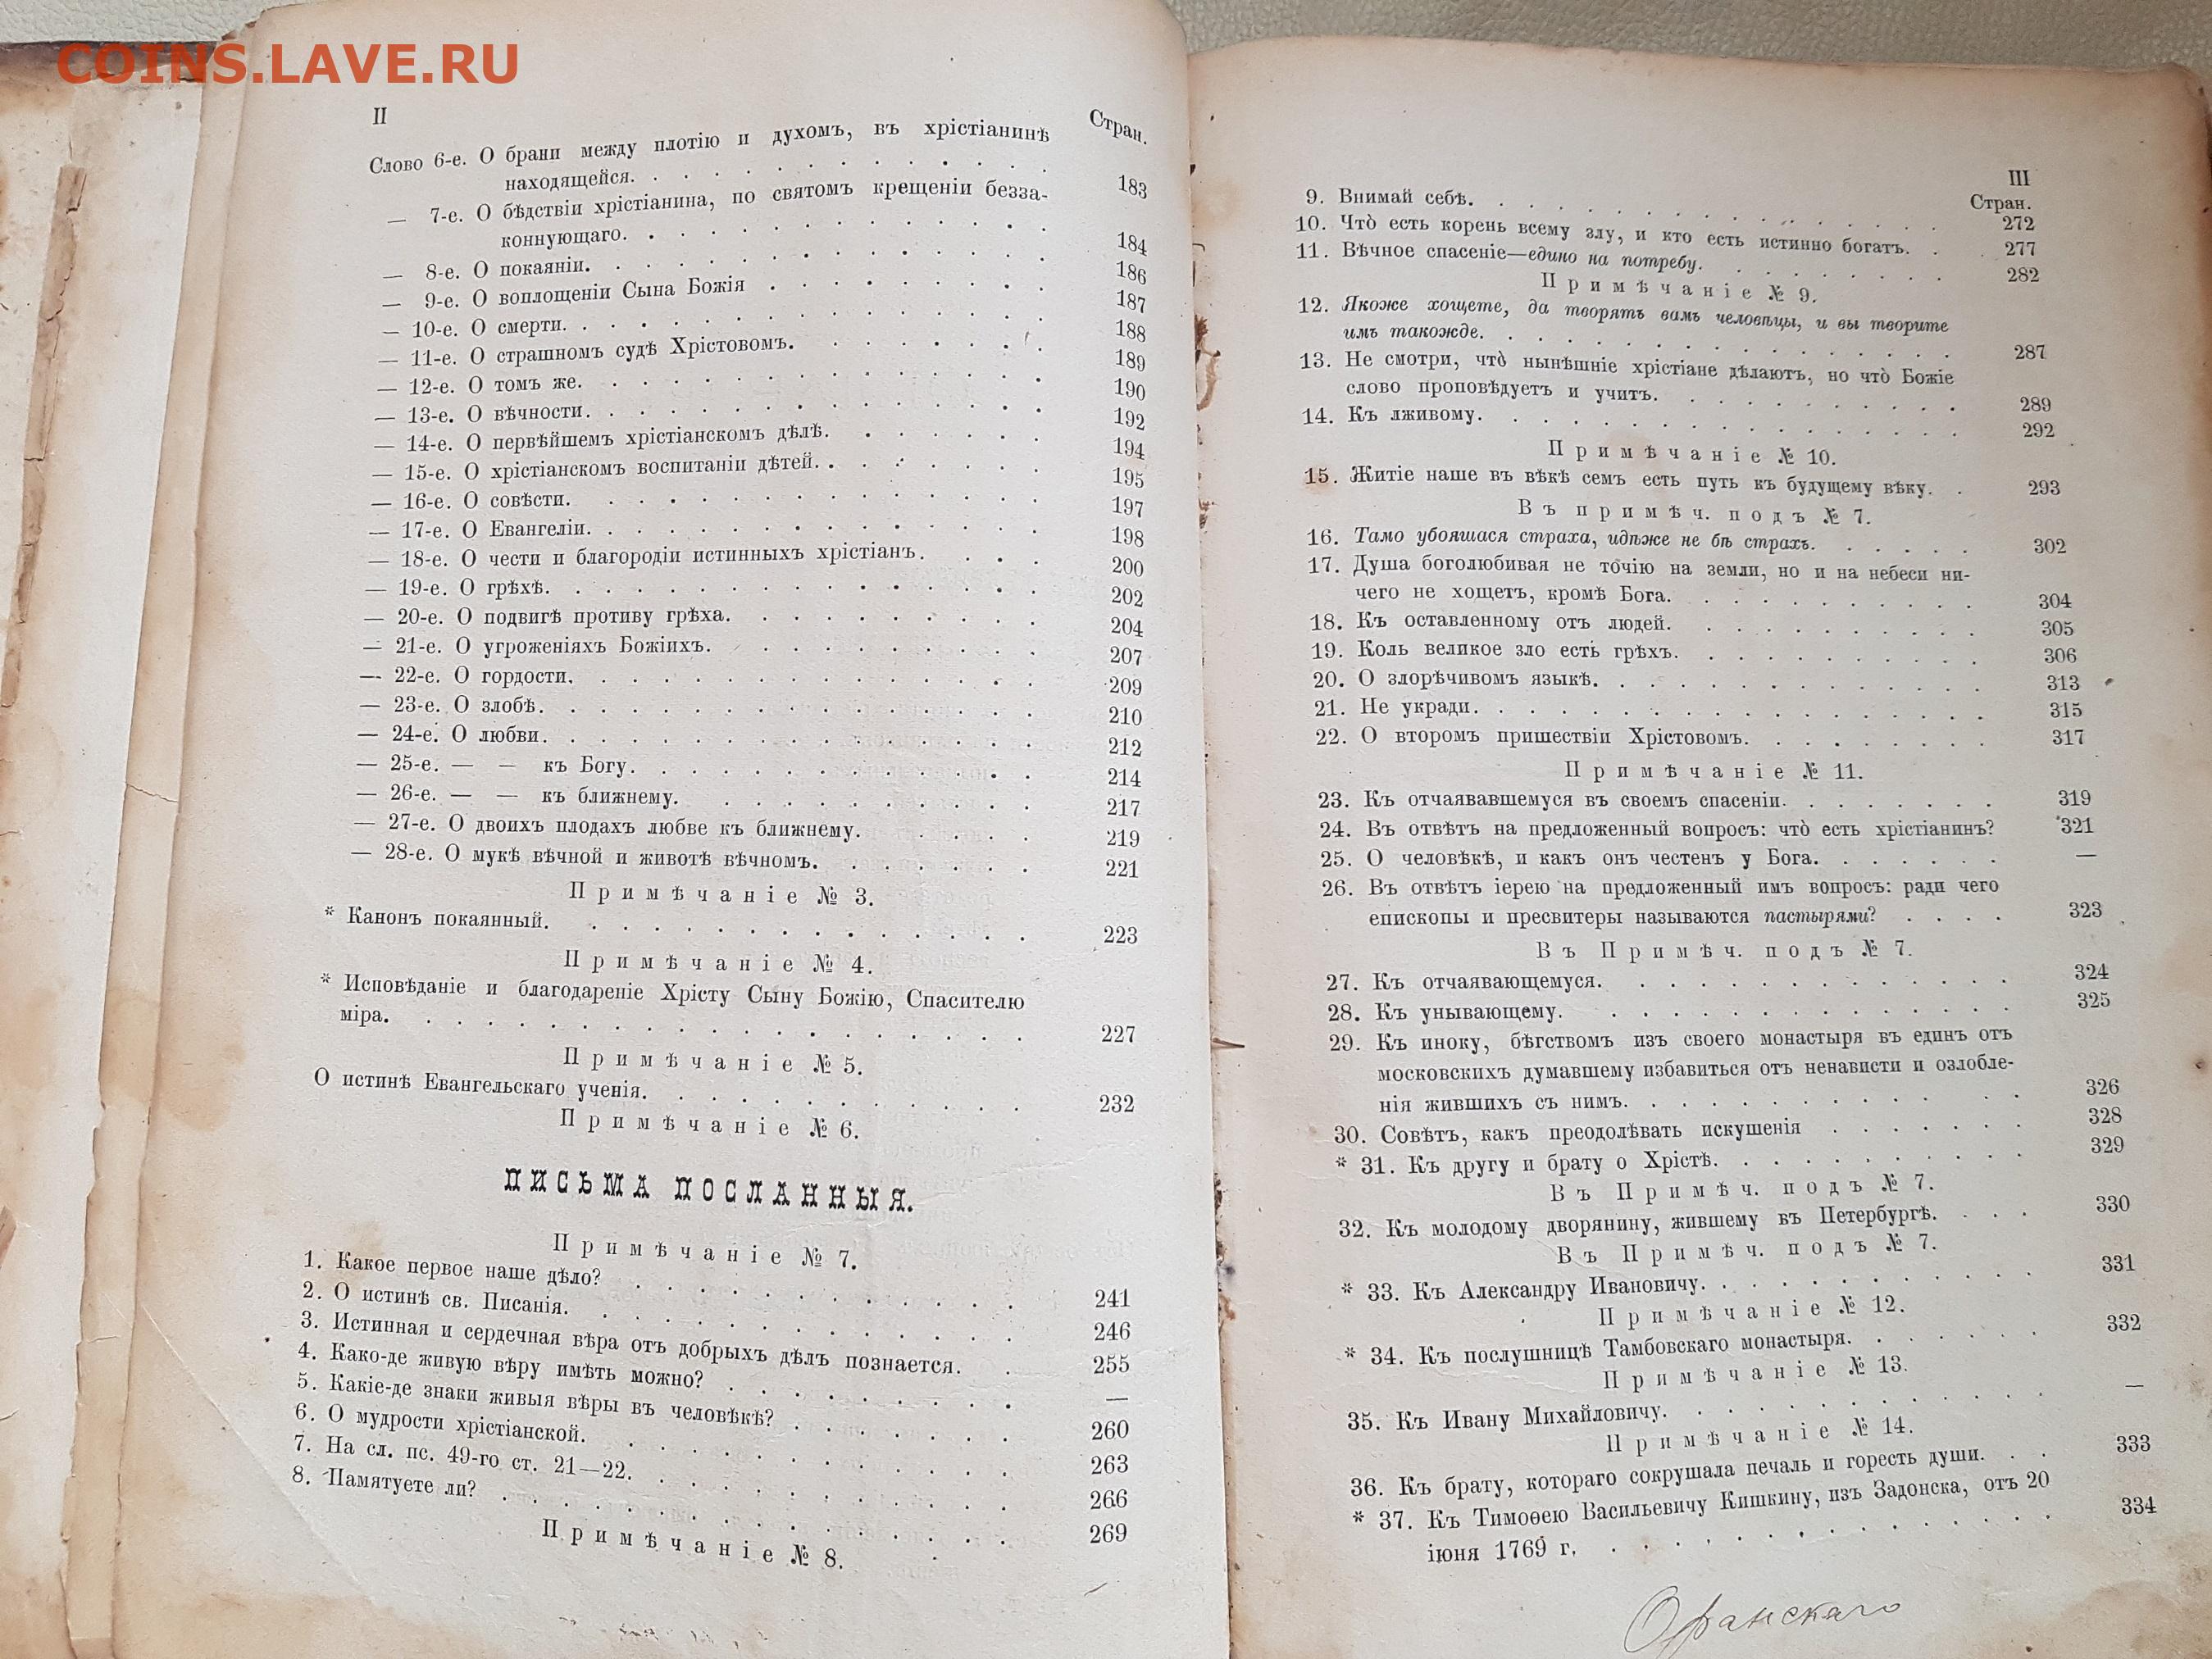 COINS.LAVE.RU
II
Стран.
Слово 6-е. О брани между плотію и духомъ, въ хрістіанинѣ
находящейся. 183
— 7-е. О бѣдствіи хрістіанина, по святомъ крещеніи безза-
коннующаго. 184
— 8-е. О покаяніи. 186
— 9-е. О воплощеніи Сына Божія 187
— 10-е. О смерти. 188
— 11-е. О страшномъ судѣ Хрістовомъ. 189
— 12-е. О томъ же. 190
— 13-е. О вѣчности. 192
— 14-е. О первѣйшемъ хрістіанскомъ дѣлѣ. 194
— 15-е. О хрістіанскомъ воспитаніи дѣтей. 195
— 16-е. О совѣсти. 197
— 17-е. О Евангеліи. 198
— 18-е. О чести и благородіи истинныхъ хрістіанъ. 200
— 19-е. О грѣхѣ. 202
— 20-е. О подвигѣ противу грѣха. 204
— 21-е. О угроженіяхъ Божіихъ. 207
— 22-е. О гордости. 209
— 23-е. О злобѣ. 210
— 24-е. О любви. 212
— 25-е. — — къ Богу. 214
— 26-е. — — къ ближнему. 217
— 27-е. О двоихъ плодахъ любве къ ближнему. 219
— 28-е. О мукѣ вѣчной и животѣ вѣчномъ. 221
Примѣчаніе № 3.
* Канонъ покаянный. 223
Примѣчаніе № 4.
* Исповѣданіе и благодареніе Хрісту Сыну Божію, Спасителю
міра. 227
Примѣчаніе № 5.
О истинѣ Евангельскаго ученія. 232
Примѣчаніе № 6.
ПИСЬМА ПОСЛАННЫЯ.
Примѣчаніе № 7.
1. Какое первое наше дѣло? 241
2. О истинѣ св. Писанія. 246
3. Истинная и сердечная вѣра отъ добрыхъ дѣлъ познается. 255
4. Како-де живую вѣру имѣть можно? —
5. Какіе-де знаки живыя вѣры въ человѣкѣ? 260
6. О мудрости хрістіанской. 263
7. На сл. пс. 49-го ст. 21—22. 266
8. Памятуете ли? 269
Примѣчаніе № 8.
III
Стран.
9. Внимай себѣ. 272
10. Что̀ есть корень всему злу, и кто есть истинно богатъ. 277
11. Вѣчное спасеніе—едино на потребу. 282
Примѣчаніе № 9.
12. Якоже хощете, да творятъ вамъ человѣцы, и вы творите
имъ такожде. 287
13. Не смотри, что̀ нынѣшніе хрістіане дѣлаютъ, но что̀ Божіе
слово проповѣдуетъ и учитъ. 289
14. Къ лживому. 292
Примѣчаніе № 10.
15. Житіе наше въ вѣкѣ семъ есть путь къ будущему вѣку. 293
Въ примѣч. подъ № 7.
16. Тамо убояшася страха, идѣже не бѣ страхъ. 302
17. Душа боголюбивая не точію на земли, но и на небеси ни-
чего не хощетъ, кромѣ Бога. 304
18. Къ оставленному отъ людей. 305
19. Коль великое зло есть грѣхъ. 306
20. О злорѣчивомъ языкѣ. 313
21. Не укради. 315
22. О второмъ пришествіи Хрістовомъ. 317
Примѣчаніе № 11.
23. Къ отчаявавшемуся въ своемъ спасеніи. 319
24. Въ отвѣтъ на предложенный вопросъ: что̀ есть хрістіанинъ? 321
25. О человѣкѣ, и какъ онъ честенъ у Бога. —
26. Въ отвѣтъ іерею на предложенный имъ вопросъ: ради чего
епископы и пресвитеры называются пастырями? 323
Въ Примѣч. подъ № 7.
27. Къ отчаявающемуся. 324
28. Къ унывающему. 325
29. Къ иноку, бѣгствомъ изъ своего монастыря въ единъ отъ
московскихъ думавшему избавиться отъ ненависти и озлобле-
нія жившихъ съ нимъ. 326
30. Совѣтъ, какъ преодолѣвать искушенія 328
* 31. Къ другу и брату о Хрістѣ. 329
Въ Примѣч. подъ № 7.
32. Къ молодому дворянину, жившему въ Петербургѣ. 330
Въ Примѣч. подъ № 7.
* 33. Къ Александру Ивановичу. 331
Примѣчаніе № 12.
* 34. Къ послушницѣ Тамбовскаго монастыря. 332
Примѣчаніе № 13.
35. Къ Ивану Михайловичу. —
Примѣчаніе № 14.
36. Къ брату, котораго сокрушала печаль и горесть души. 333
* 37. Къ Тимоѳею Васильевичу Кишкину, изъ Задонска, отъ 20
іюня 1769 г. 334
Оранскаго